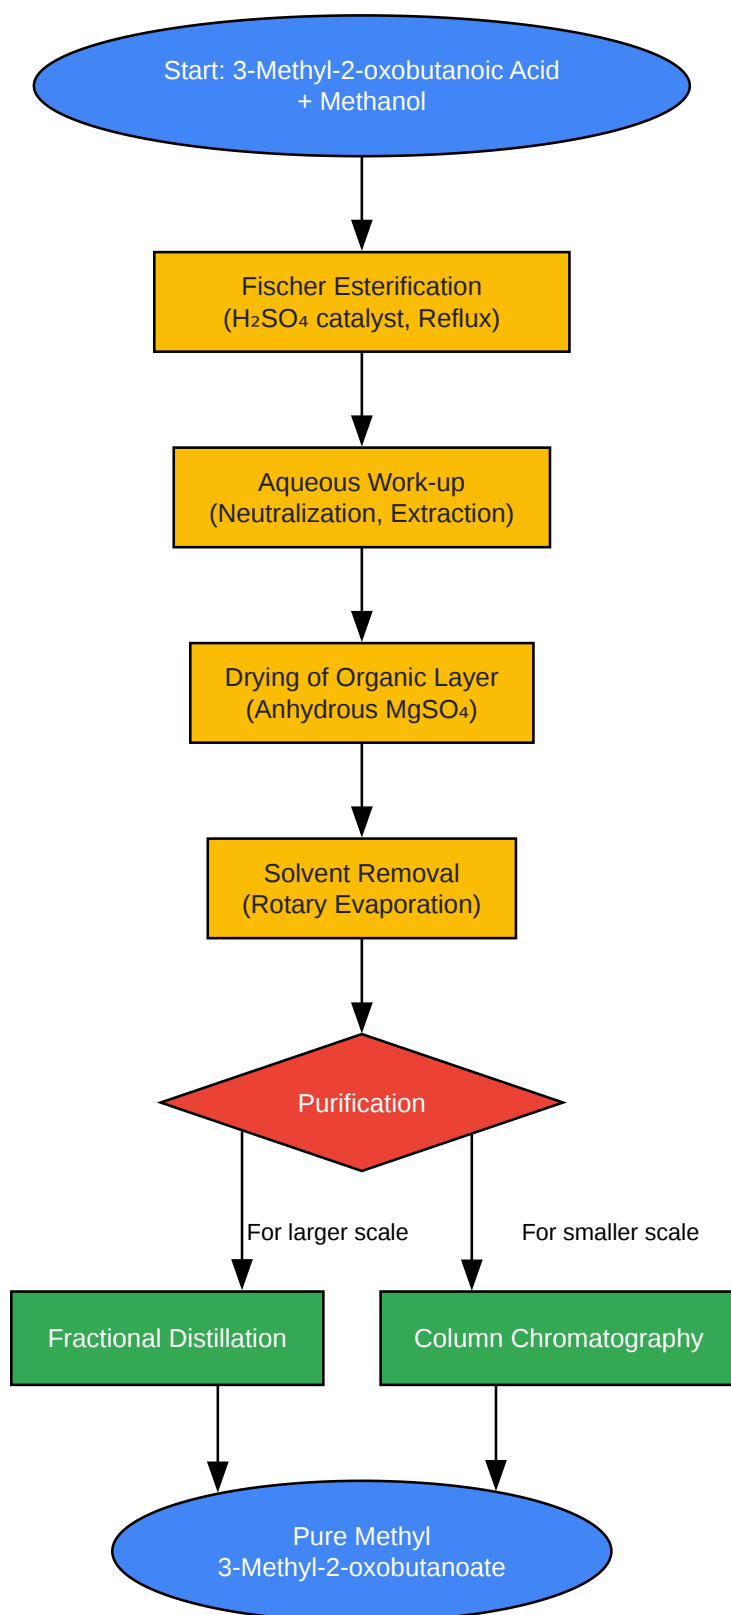 Start: 3-Methyl-2-oxobutanoic Acid
+ Methanol
Fischer Esterification
(H₂SO₄ catalyst, Reflux)
Aqueous Work-up
(Neutralization, Extraction)
Drying of Organic Layer
(Anhydrous MgSO₄)
Solvent Removal
(Rotary Evaporation)
Purification
For larger scale
For smaller scale
Fractional Distillation
Column Chromatography
Pure Methyl
3-Methyl-2-oxobutanoate